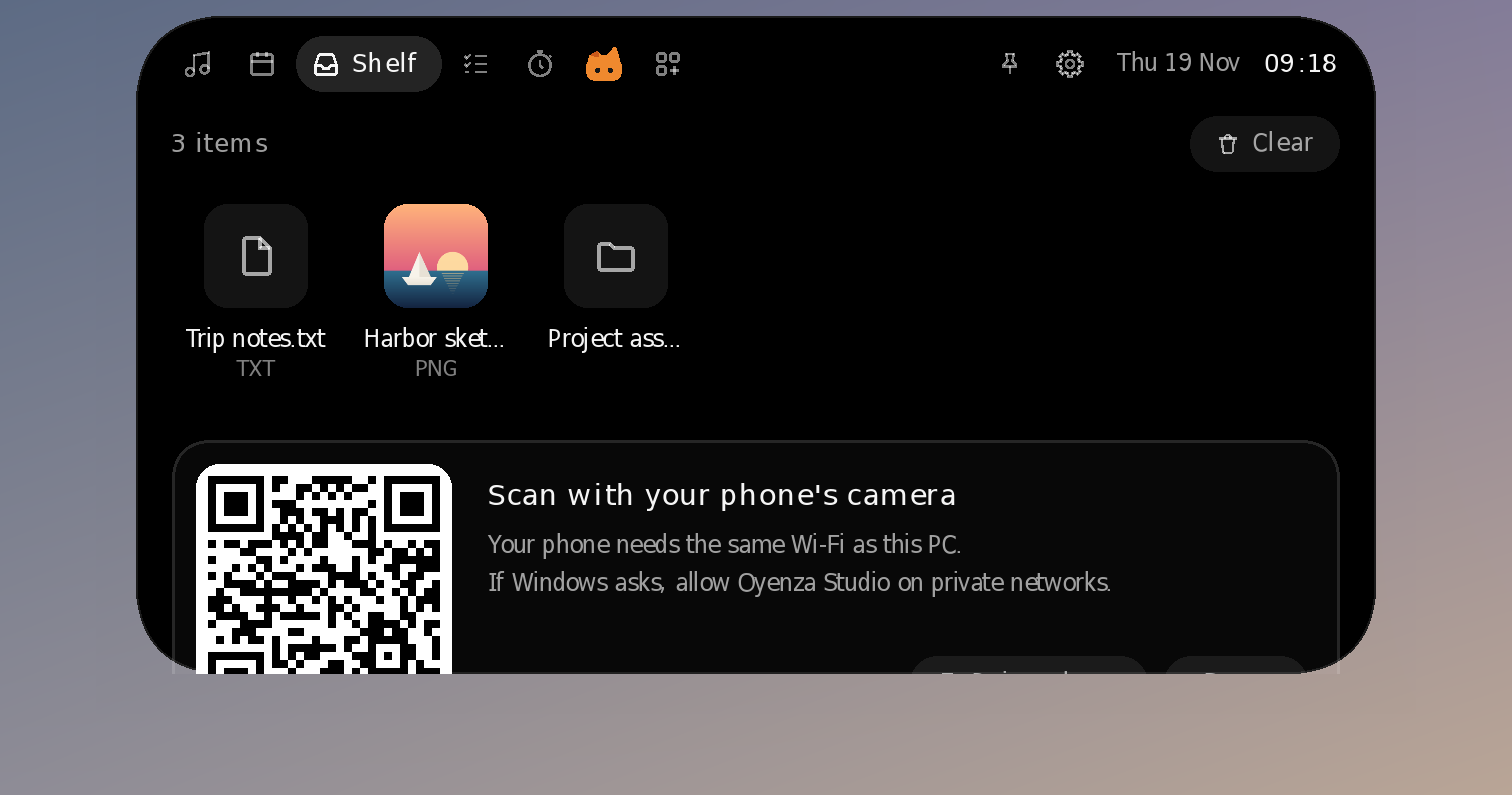 Shelf
Thu 19 Nov 09:18
3 items
Clear
Trip notes.txt
TXT
Harbor sket...
PNG
Project ass...
Scan with your phone's camera
Your phone needs the same Wi-Fi as this PC.
If Windows asks, allow Oyenza Studio on private networks.